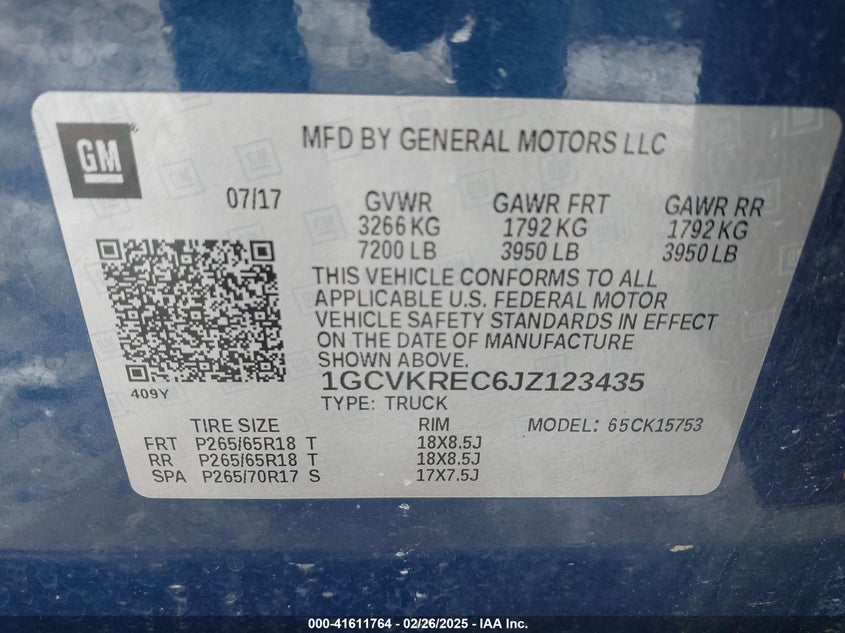 GM
MFD BY GENERAL MOTORS LLC
07/17 GVWR GAWR FRT GAWR RR
3266 KG 1792 KG 1792 KG
7200 LB 3950 LB 3950 LB
THIS VEHICLE CONFORMS TO ALL
APPLICABLE U.S. FEDERAL MOTOR
VEHICLE SAFETY STANDARDS IN EFFECT
ON THE DATE OF MANUFACTURE
SHOWN ABOVE.
409Y
1GCVKREC6JZ123435
TYPE: TRUCK
TIRE SIZE RIM MODEL: 65CK15753
FRT P265/65R18 T 18X8.5J
RR P265/65R18 T 18X8.5J
SPA P265/70R17 S 17X7.5J
000-41611764 - 02/26/2025 - IAA Inc.